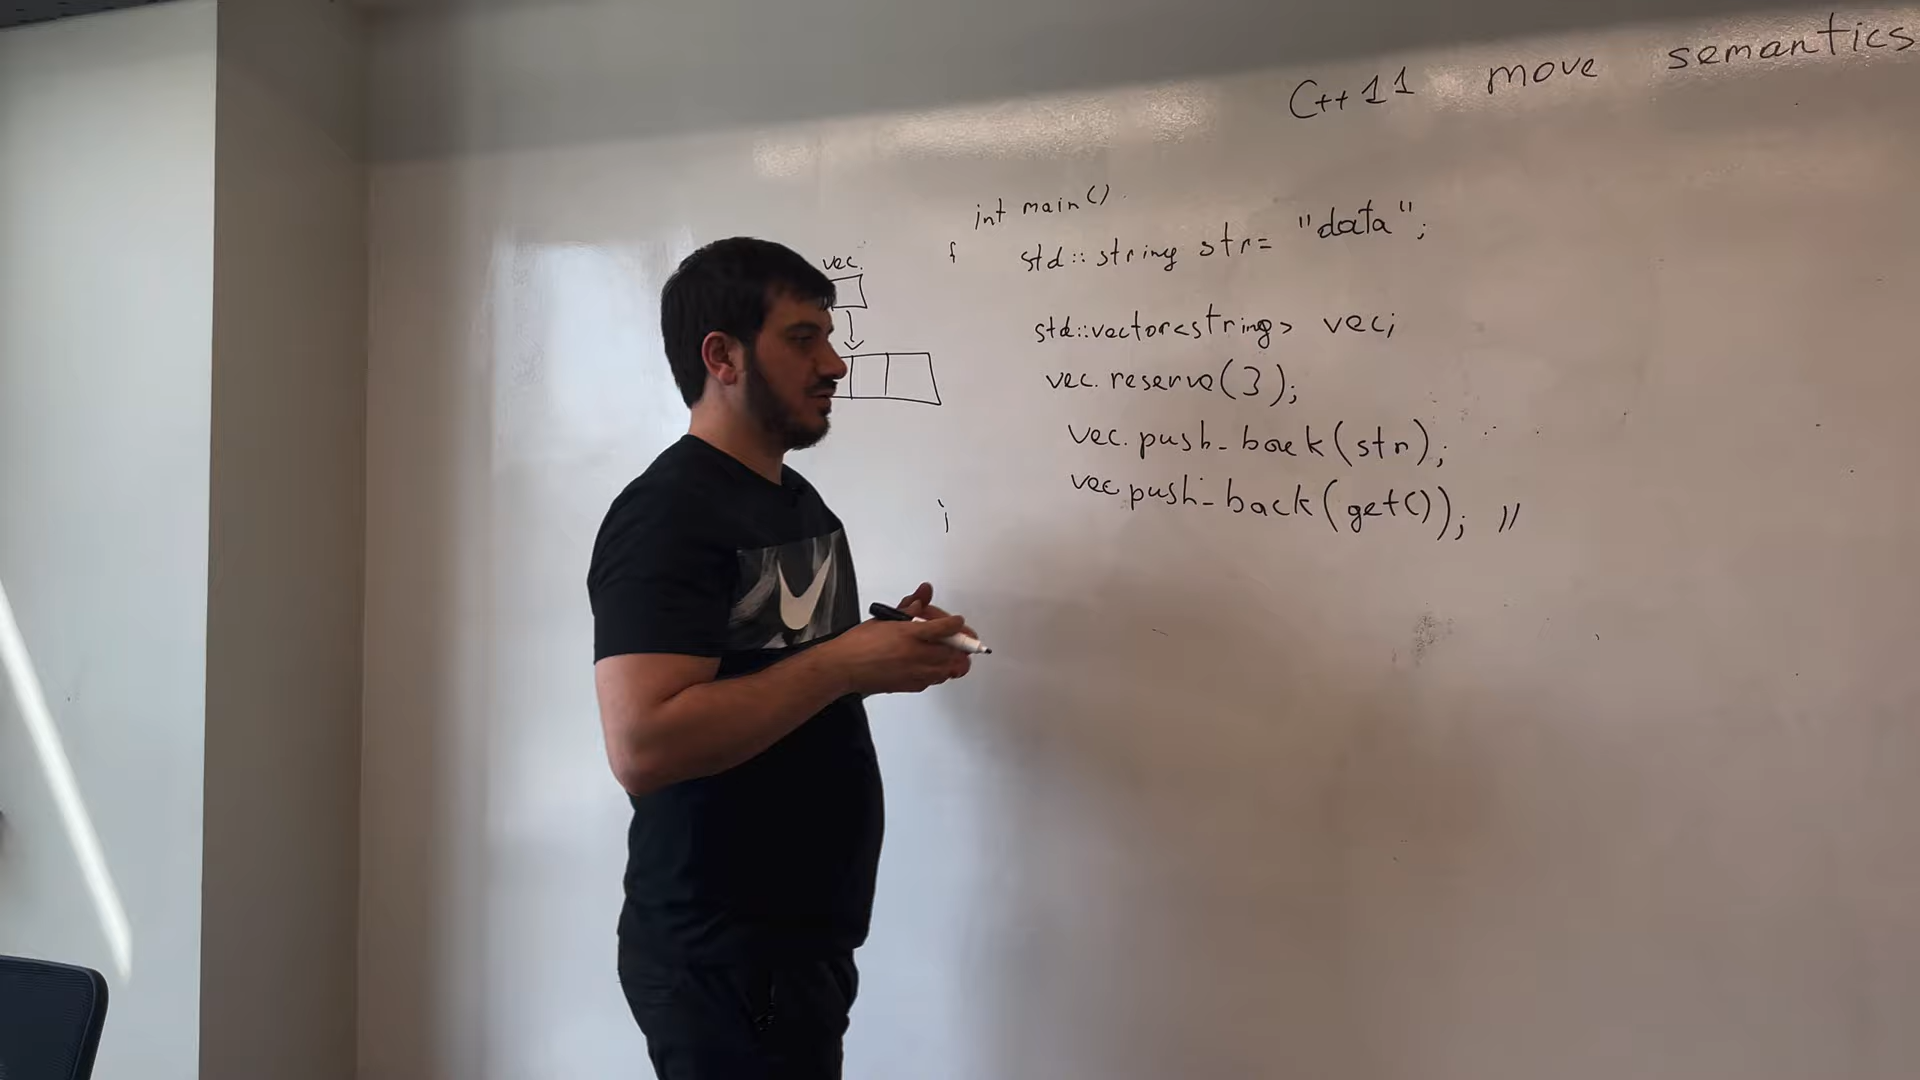 C++11 move semantics
int main()
{ std::string str= "data";
vec.
std::vector<string> vec;
vec.reserve(3);
vec.push_back(str);
vec.push_back(get()); //